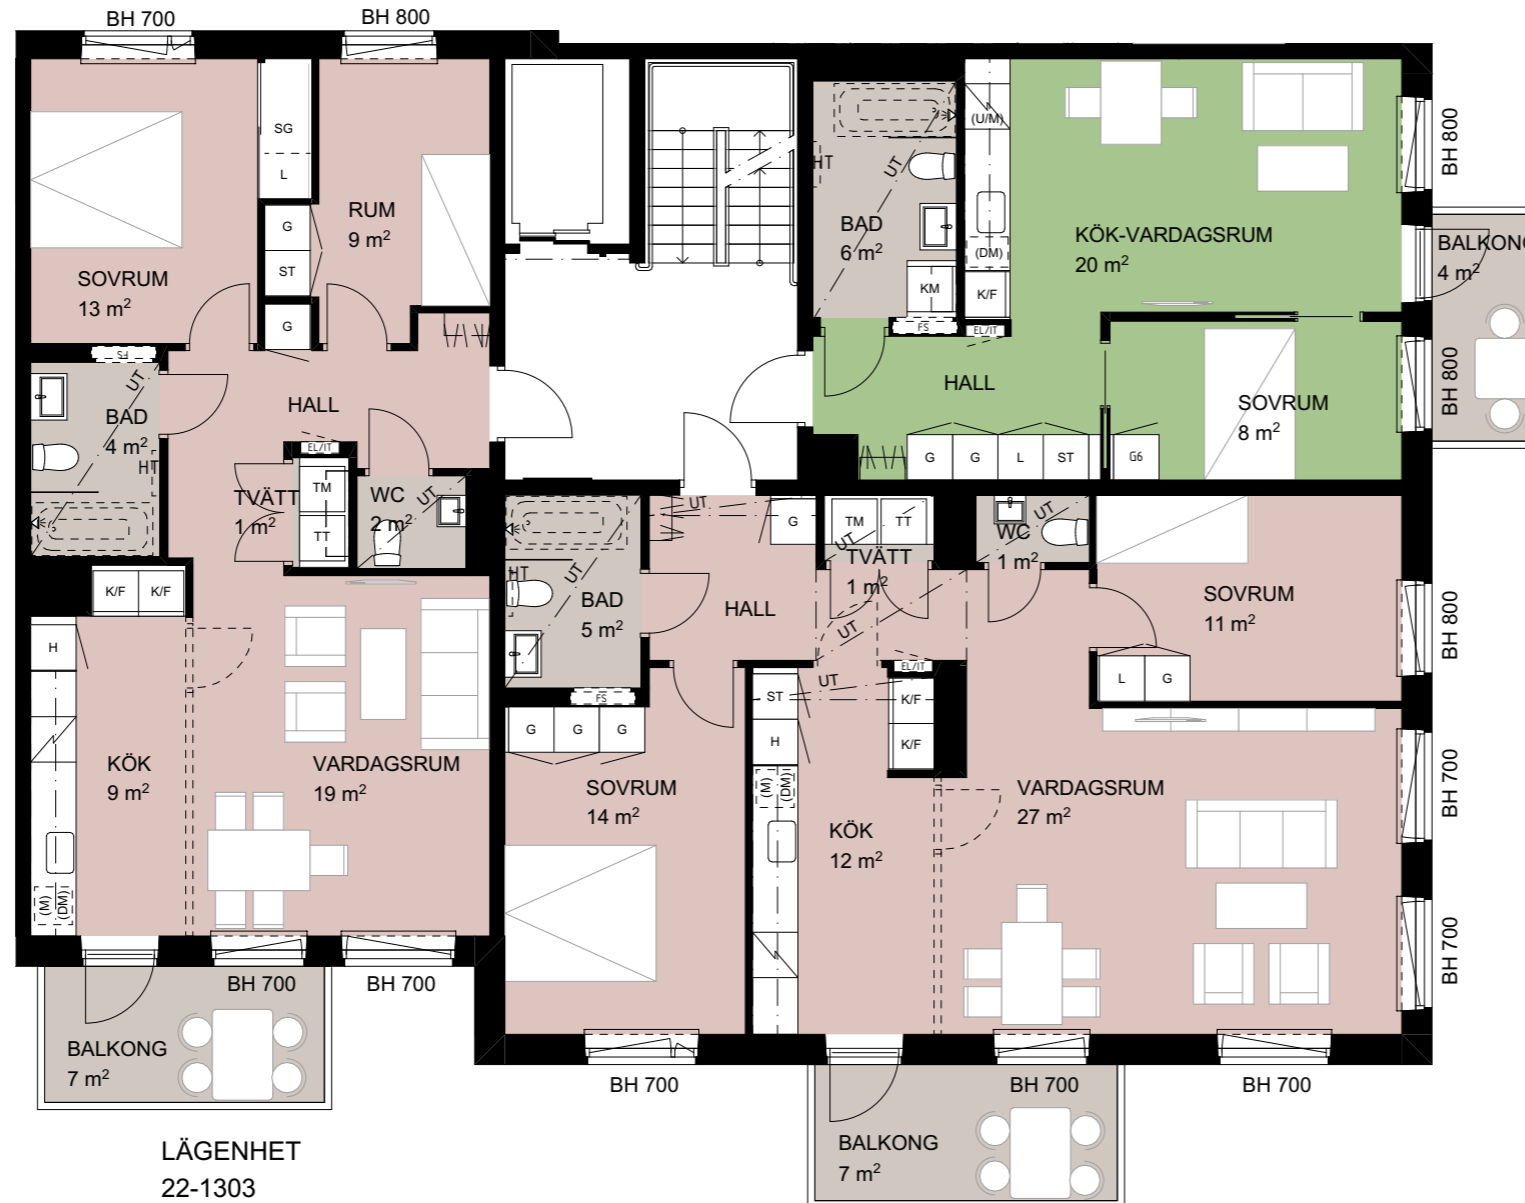 BH 700
BH 800
SG
L
G
ST
G
RUM
9 m²
SOVRUM
13 m²
FS
UT
BAD
4 m²
HT
HALL
EL/IT
TVÄTT
1 m²
TM
TT
WC
2 m²
UT
K/F
K/F
H
KÖK
9 m²
(M)
(DM)
VARDAGSRUM
19 m²
BH 700
BH 700
BALKONG
7 m²
LÄGENHET
22-1303
HT
UT
BAD
6 m²
KM
FS
(U/M)
(DM)
K/F
EL/IT
KÖK-VARDAGSRUM
20 m²
BH 800
BALKONG
4 m²
HALL
G
G
L
ST
G6
SOVRUM
8 m²
BH 800
UT
G
HT
UT
BAD
5 m²
FS
HALL
TM
TT
UT
TVÄTT
1 m²
UT
WC
1 m²
UT
SOVRUM
11 m²
L
G
BH 800
EL/IT
UT
ST
H
K/F
K/F
G
G
G
SOVRUM
14 m²
(M)
(DM)
KÖK
12 m²
VARDAGSRUM
27 m²
BH 700
BH 700
BH 700
BH 700
BH 700
BALKONG
7 m²